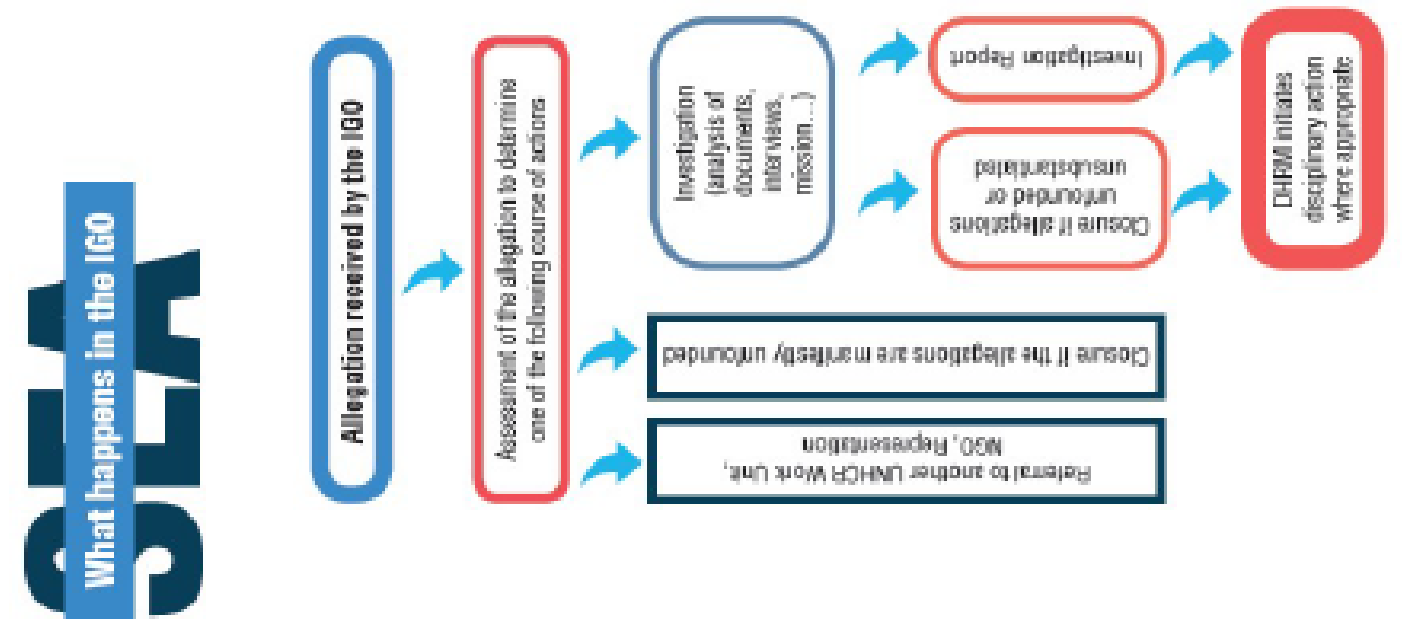 SEA
What happens in the IGO
Allegation received by the IGO
Assessment of the allegation to determine
one of the following course of actions
Investigation
(analysis of
documents,
interviews,
mission…)
Investigation Report
Closure if allegations
unfounded or
unsubstantiated
DHRM initiates
disciplinary action
where appropriate
Closure if the allegations are manifestly unfounded
Referral to another UNHCR Work Unit,
NGO, Representation